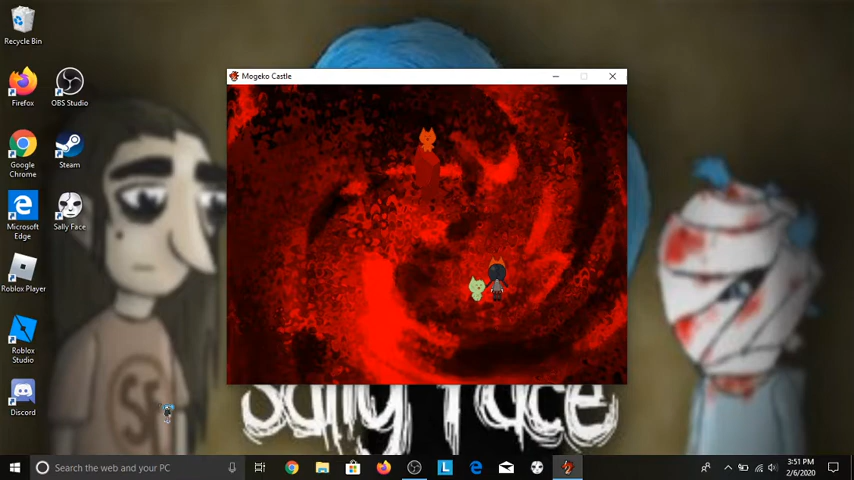 Recycle Bin
Firefox
OBS Studio
Google Chrome
Steam
Microsoft Edge
Sally Face
Roblox Player
Roblox Studio
Discord
Mogeko Castle
SF
Sally Face
Search the web and your PC
L
3:51 PM
2/6/2020